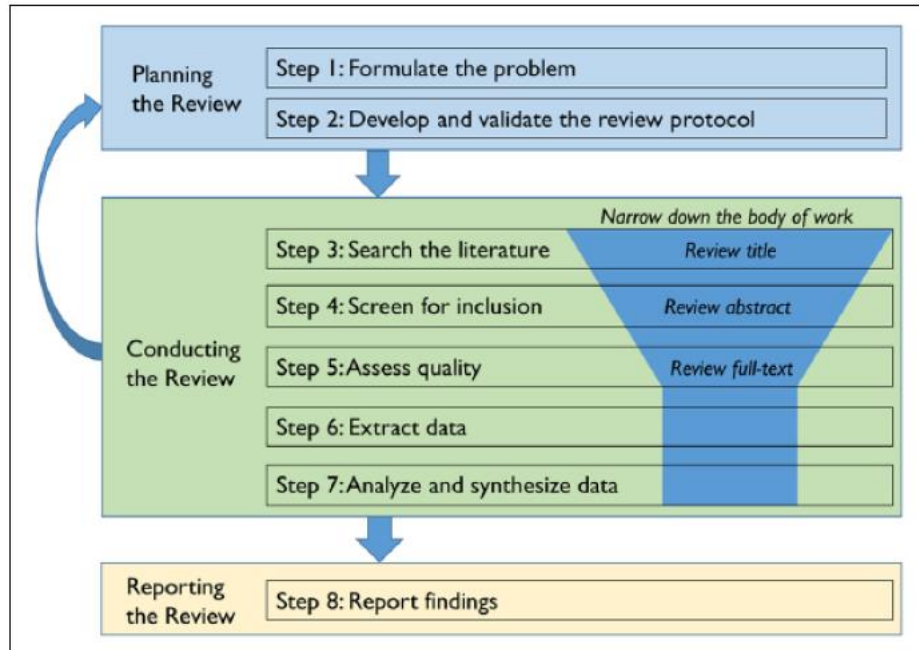 Planning
the Review
Step 1: Formulate the problem
Step 2: Develop and validate the review protocol
Narrow down the body of work
Conducting
the Review
Step 3: Search the literature
Review title
Step 4: Screen for inclusion
Review abstract
Step 5: Assess quality
Review full-text
Step 6: Extract data
Step 7: Analyze and synthesize data
Reporting
the Review
Step 8: Report findings